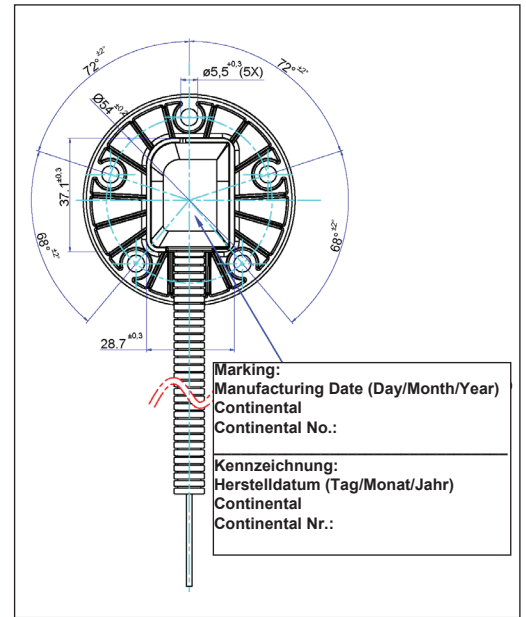 72° ±2°
72° ±2°
ø5,5 +0,3 (5X)
Ø54 ±0,2
37.1 ±0,3
68° ±2°
68° ±2°
28.7 ±0,3
Marking:
Manufacturing Date (Day/Month/Year)
Continental
Continental No.:
Kennzeichnung:
Herstelldatum (Tag/Monat/Jahr)
Continental
Continental Nr.: